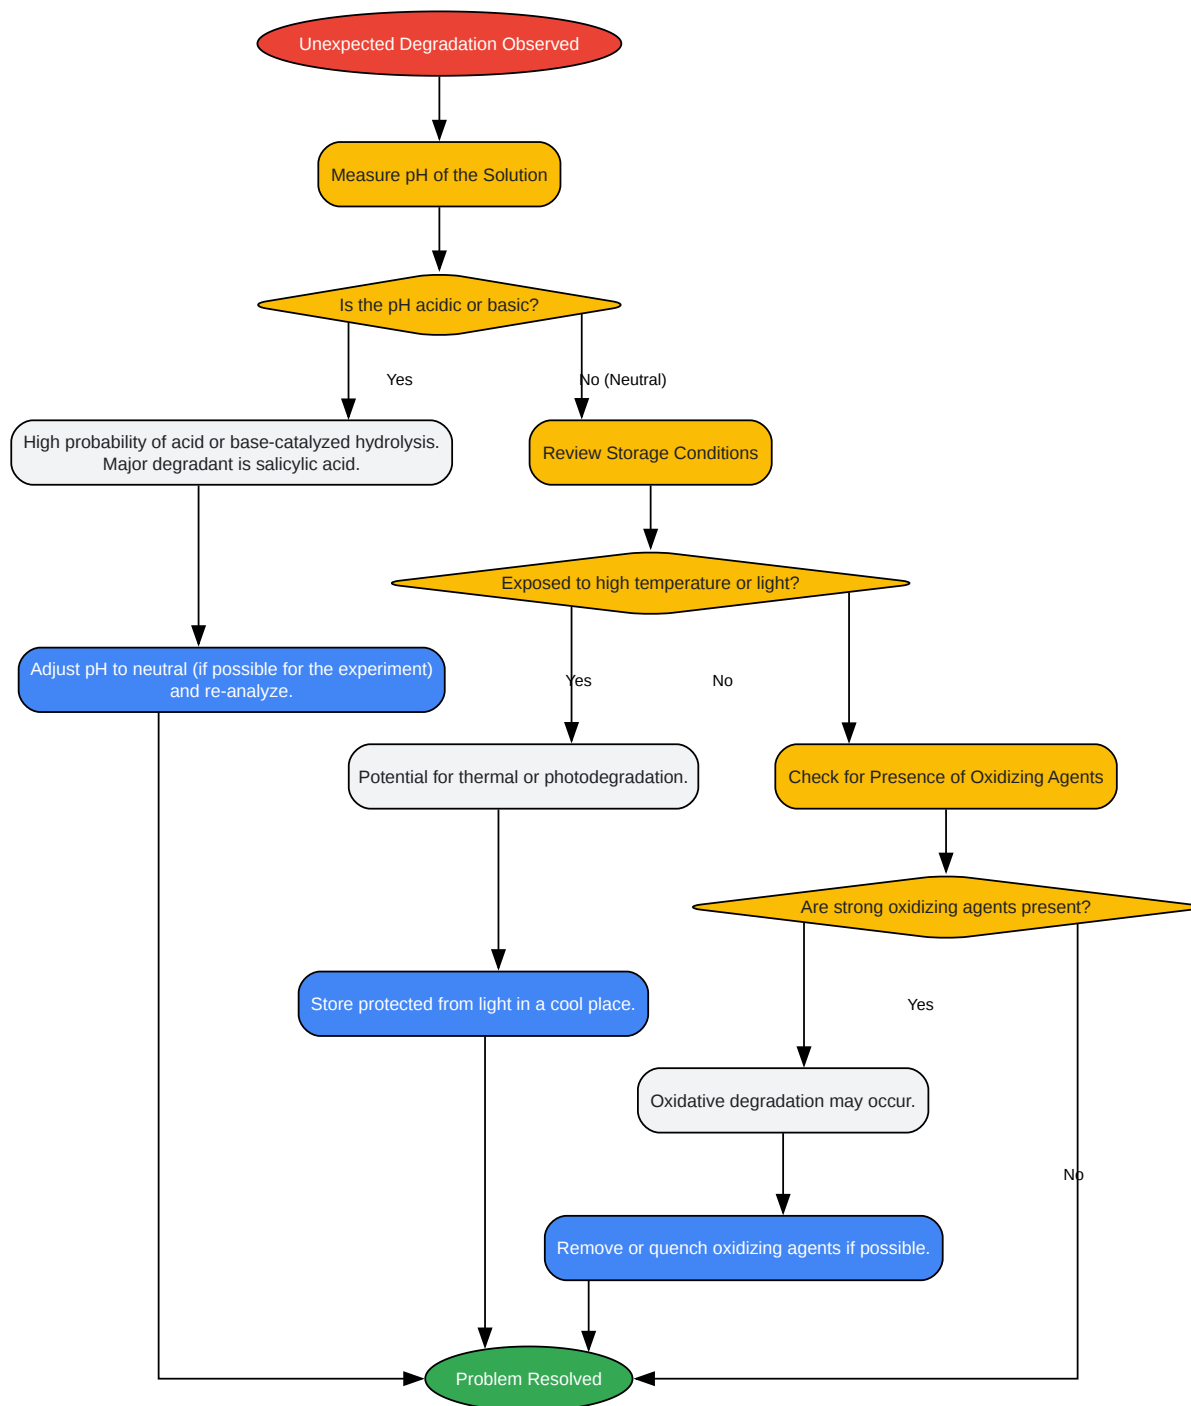 Unexpected Degradation Observed
Measure pH of the Solution
Is the pH acidic or basic?
Yes
No (Neutral)
High probability of acid or base-catalyzed hydrolysis.
Major degradant is salicylic acid.
Review Storage Conditions
Exposed to high temperature or light?
Adjust pH to neutral (if possible for the experiment)
and re-analyze.
Yes
No
Potential for thermal or photodegradation.
Check for Presence of Oxidizing Agents
Are strong oxidizing agents present?
Store protected from light in a cool place.
Yes
Oxidative degradation may occur.
No
Remove or quench oxidizing agents if possible.
Problem Resolved